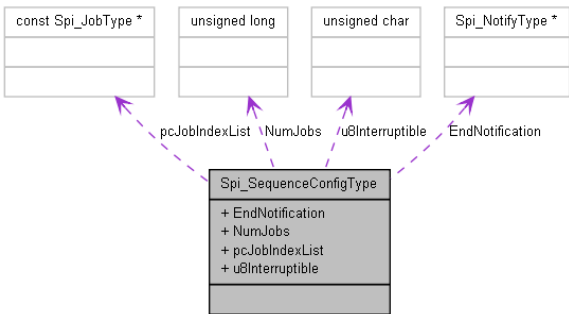 const Spi_JobType *
unsigned long
unsigned char
Spi_NotifyType *
pcJobIndexList
NumJobs
u8Interruptible
EndNotification
Spi_SequenceConfigType
+ EndNotification
+ NumJobs
+ pcJobIndexList
+ u8Interruptible